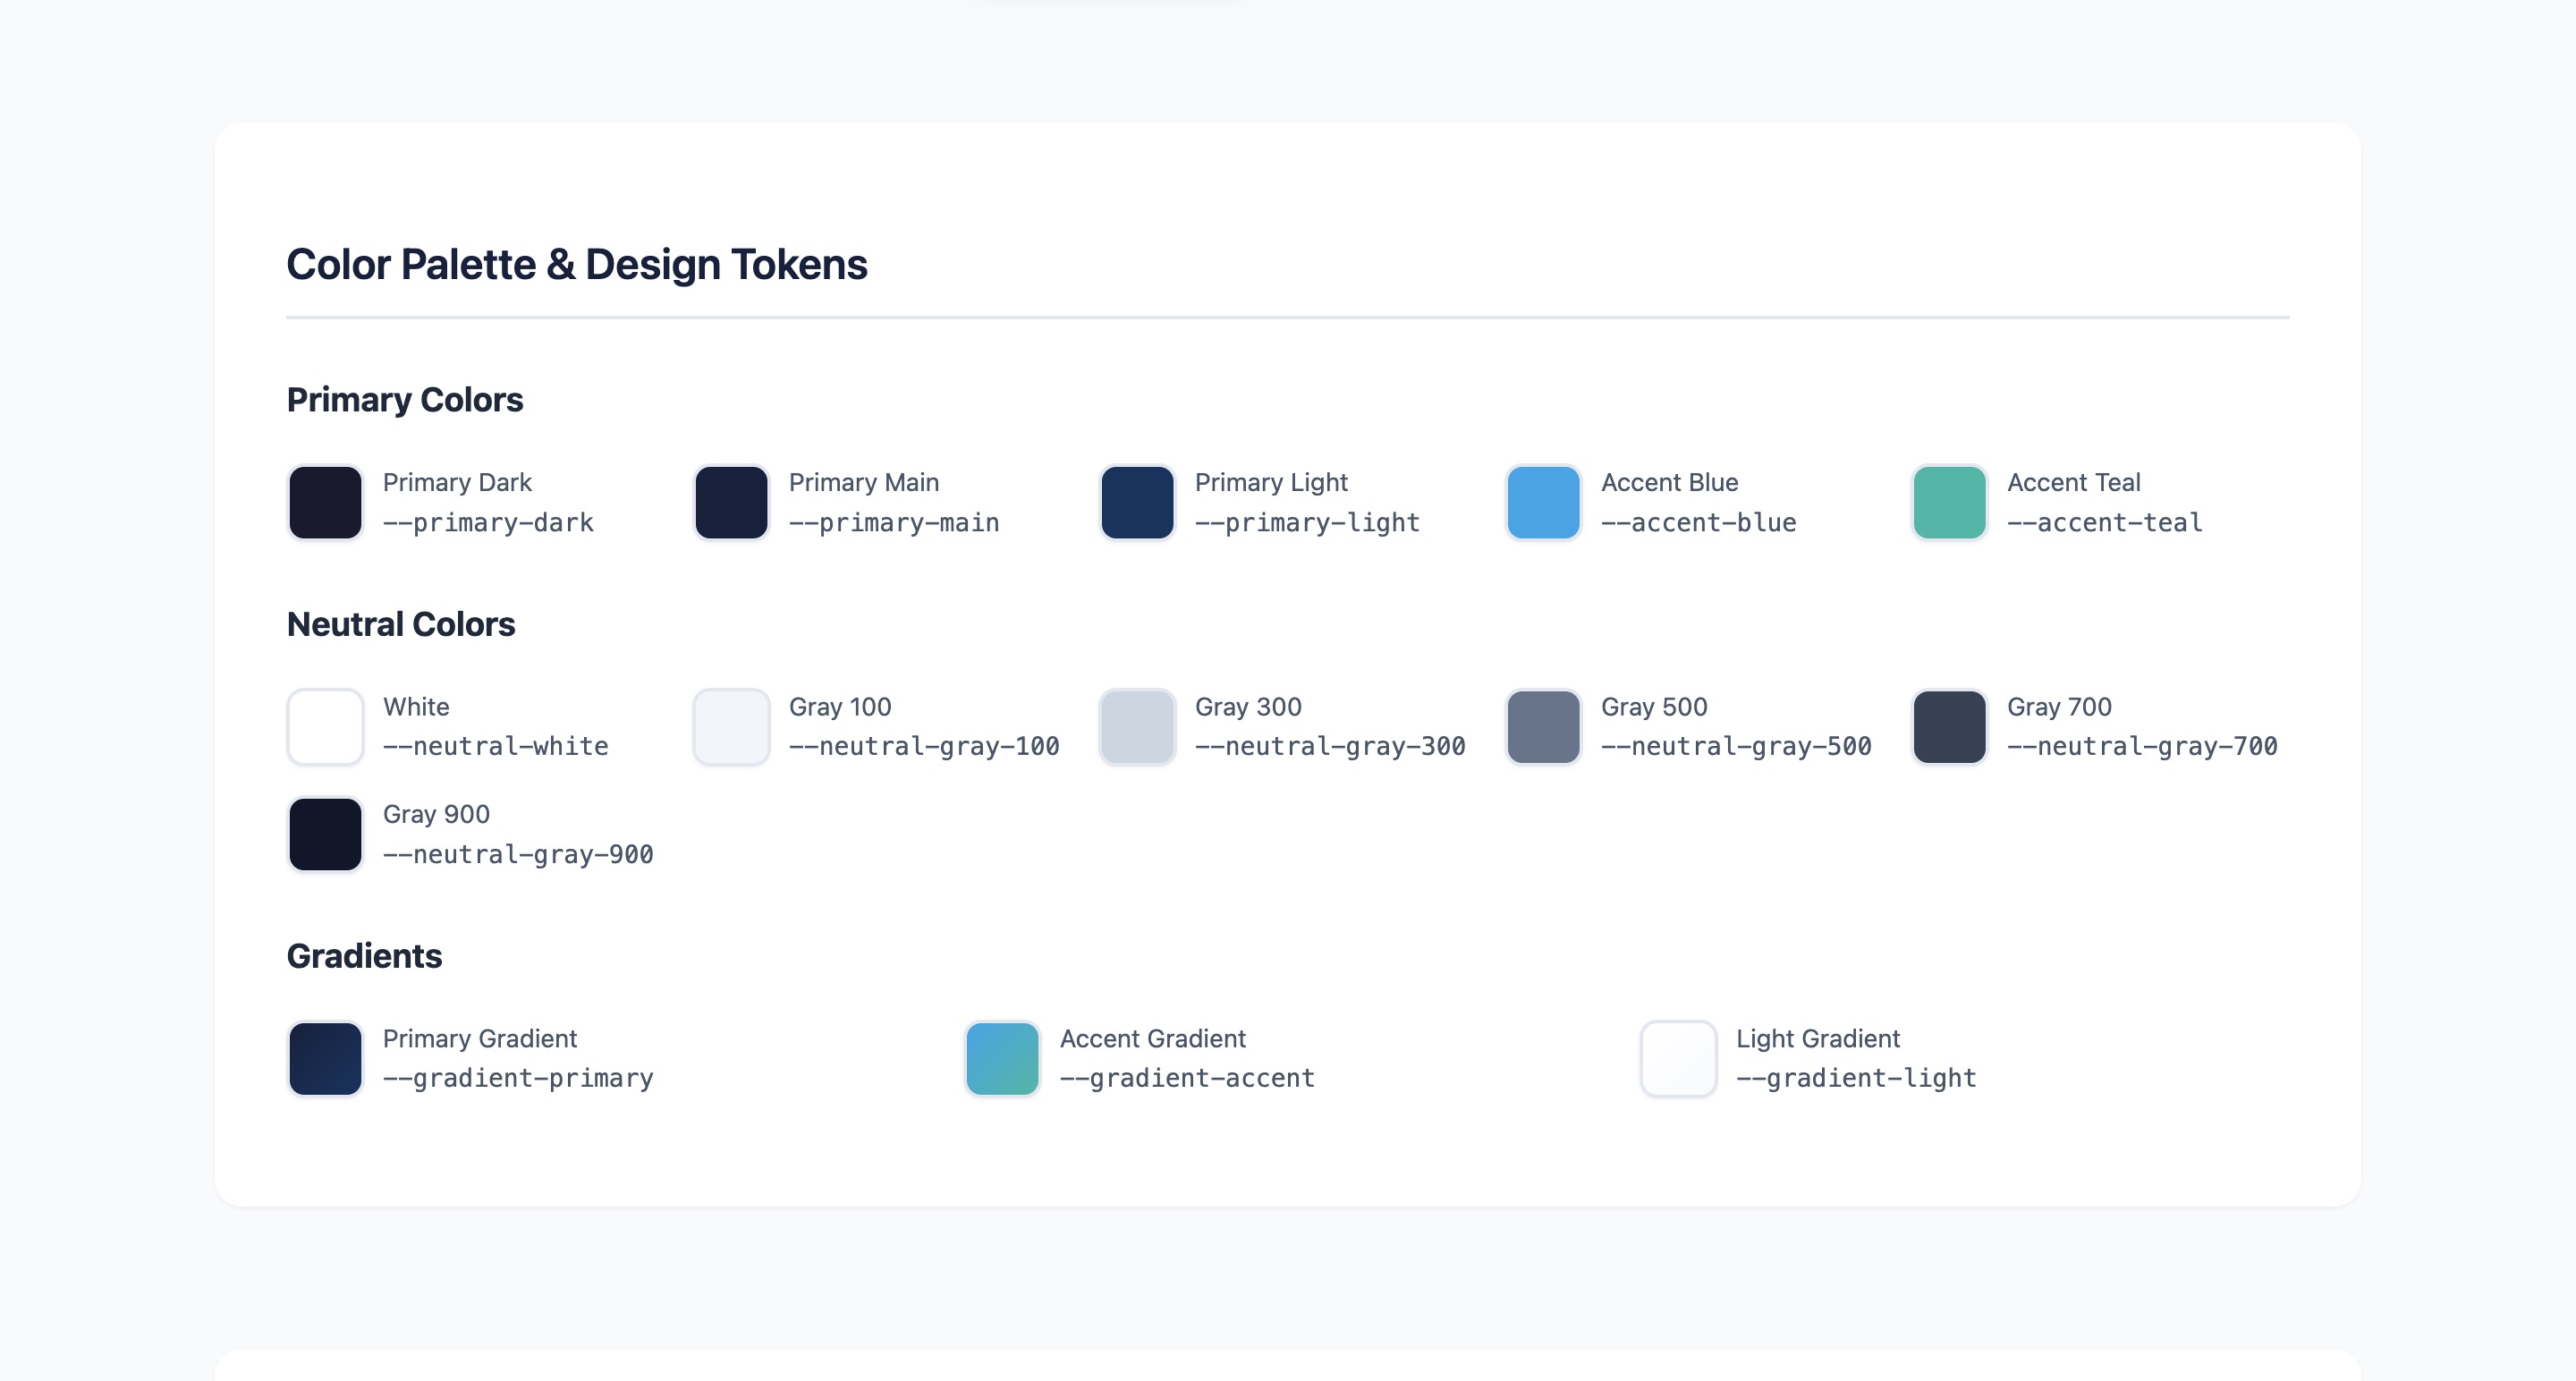 Color Palette & Design Tokens
Primary Colors
Primary Dark
--primary-dark
Primary Main
--primary-main
Primary Light
--primary-light
Accent Blue
--accent-blue
Accent Teal
--accent-teal
Neutral Colors
White
--neutral-white
Gray 100
--neutral-gray-100
Gray 300
--neutral-gray-300
Gray 500
--neutral-gray-500
Gray 700
--neutral-gray-700
Gray 900
--neutral-gray-900
Gradients
Primary Gradient
--gradient-primary
Accent Gradient
--gradient-accent
Light Gradient
--gradient-light